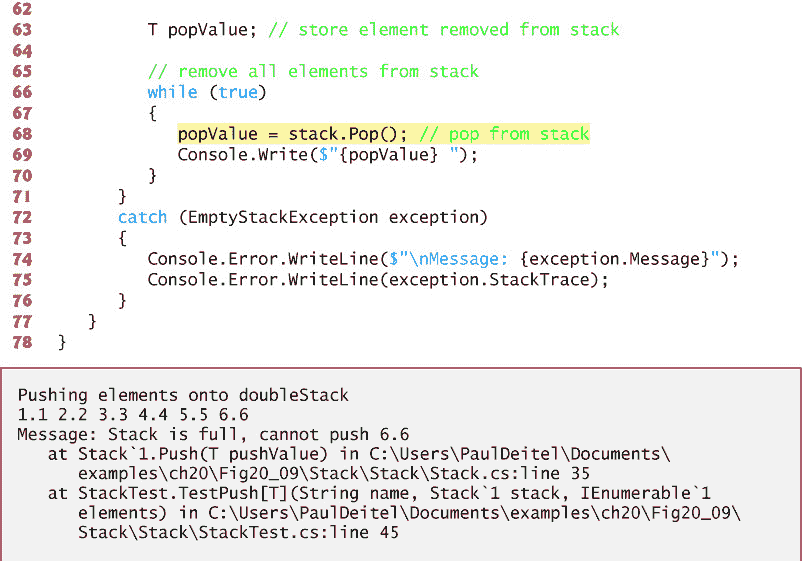 62
63 T popValue; // store element removed from stack
64
65 // remove all elements from stack
66 while (true)
67 {
68 popValue = stack.Pop(); // pop from stack
69 Console.Write($"{popValue} ");
70 }
71 }
72 catch (EmptyStackException exception)
73 {
74 Console.Error.WriteLine($"\nMessage: {exception.Message}");
75 Console.Error.WriteLine(exception.StackTrace);
76 }
77 }
78 }
Pushing elements onto doubleStack
1.1 2.2 3.3 4.4 5.5 6.6
Message: Stack is full, cannot push 6.6
at Stack`1.Push(T pushValue) in C:\Users\PaulDeitel\Documents\
examples\ch20\Fig20_09\Stack\Stack\Stack.cs:line 35
at StackTest.TestPush[T](String name, Stack`1 stack, IEnumerable`1
elements) in C:\Users\PaulDeitel\Documents\examples\ch20\Fig20_09\
Stack\Stack\StackTest.cs:line 45